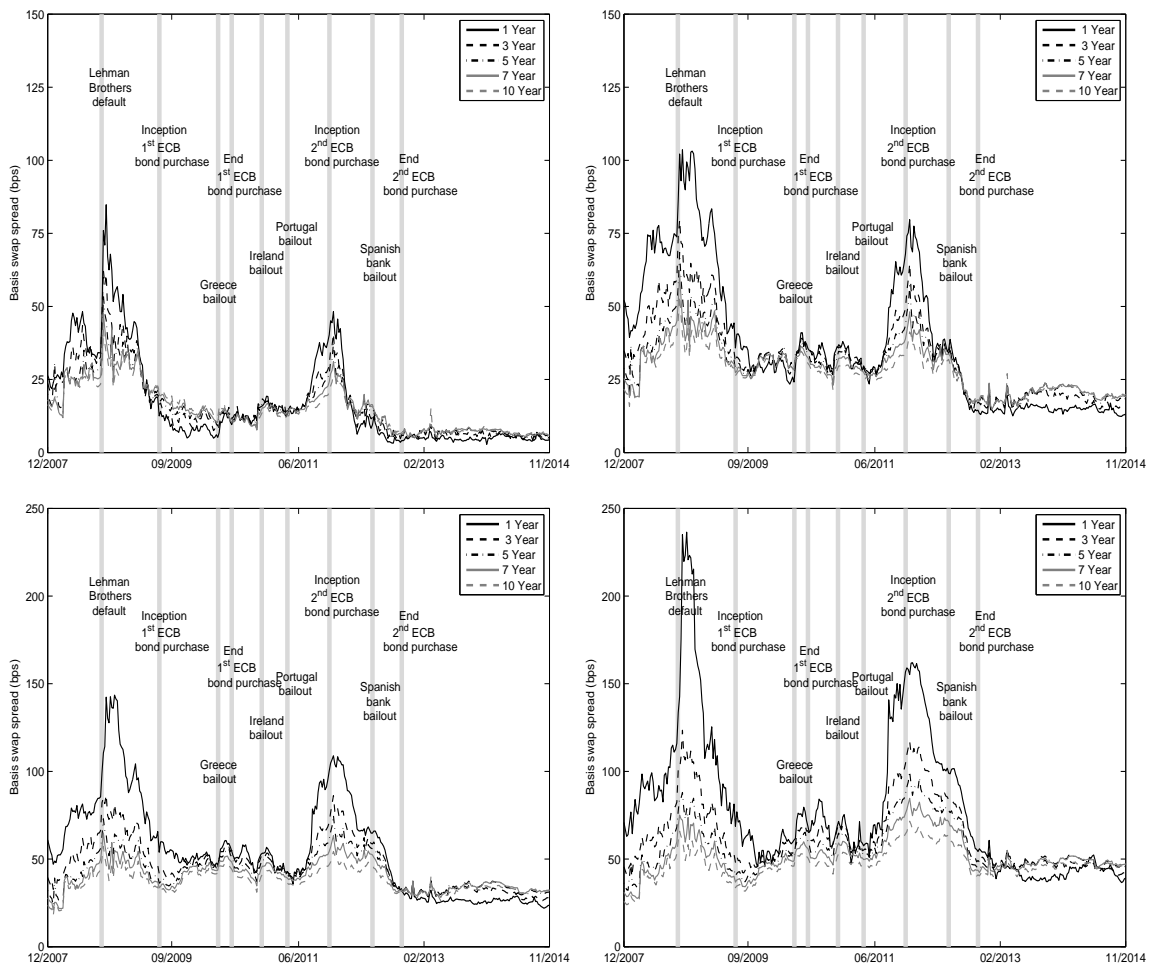 150
125
100
75
50
25
0
Basis swap spread (bps)
12/2007
09/2009
06/2011
02/2013
11/2014
1 Year
3 Year
5 Year
7 Year
10 Year
Lehman
Brothers
default
Inception
1st ECB
bond purchase
End
1st ECB
bond purchase
Greece
bailout
Ireland
bailout
Portugal
bailout
Inception
2nd ECB
bond purchase
Spanish
bank
bailout
End
2nd ECB
bond purchase
150
125
100
75
50
25
0
Basis swap spread (bps)
12/2007
09/2009
06/2011
02/2013
11/2014
1 Year
3 Year
5 Year
7 Year
10 Year
Lehman
Brothers
default
Inception
1st ECB
bond purchase
End
1st ECB
bond purchase
Greece
bailout
Ireland
bailout
Portugal
bailout
Inception
2nd ECB
bond purchase
Spanish
bank
bailout
End
2nd ECB
bond purchase
250
200
150
100
50
0
Basis swap spread (bps)
12/2007
09/2009
06/2011
02/2013
11/2014
1 Year
3 Year
5 Year
7 Year
10 Year
Lehman
Brothers
default
Inception
1st ECB
bond purchase
End
1st ECB
bond purchase
Greece
bailout
Ireland
bailout
Portugal
bailout
Inception
2nd ECB
bond purchase
Spanish
bank
bailout
End
2nd ECB
bond purchase
250
200
150
100
50
0
Basis swap spread (bps)
12/2007
09/2009
06/2011
02/2013
11/2014
1 Year
3 Year
5 Year
7 Year
10 Year
Lehman
Brothers
default
Inception
1st ECB
bond purchase
End
1st ECB
bond purchase
Greece
bailout
Ireland
bailout
Portugal
bailout
Inception
2nd ECB
bond purchase
Spanish
bank
bailout
End
2nd ECB
bond purchase